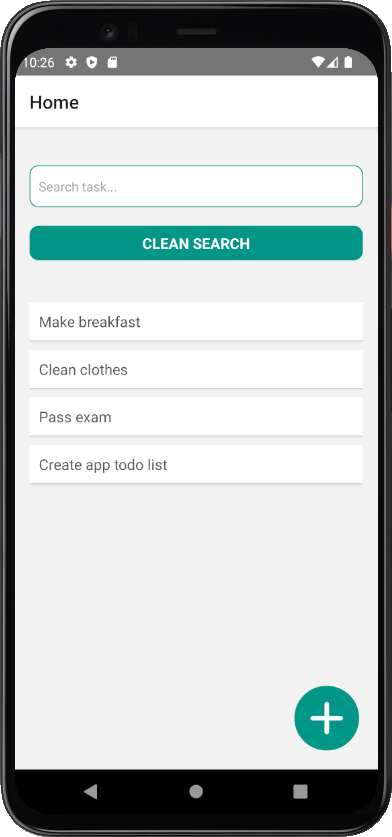 10:26
Home
Search task...
CLEAN SEARCH
Make breakfast
Clean clothes
Pass exam
Create app todo list